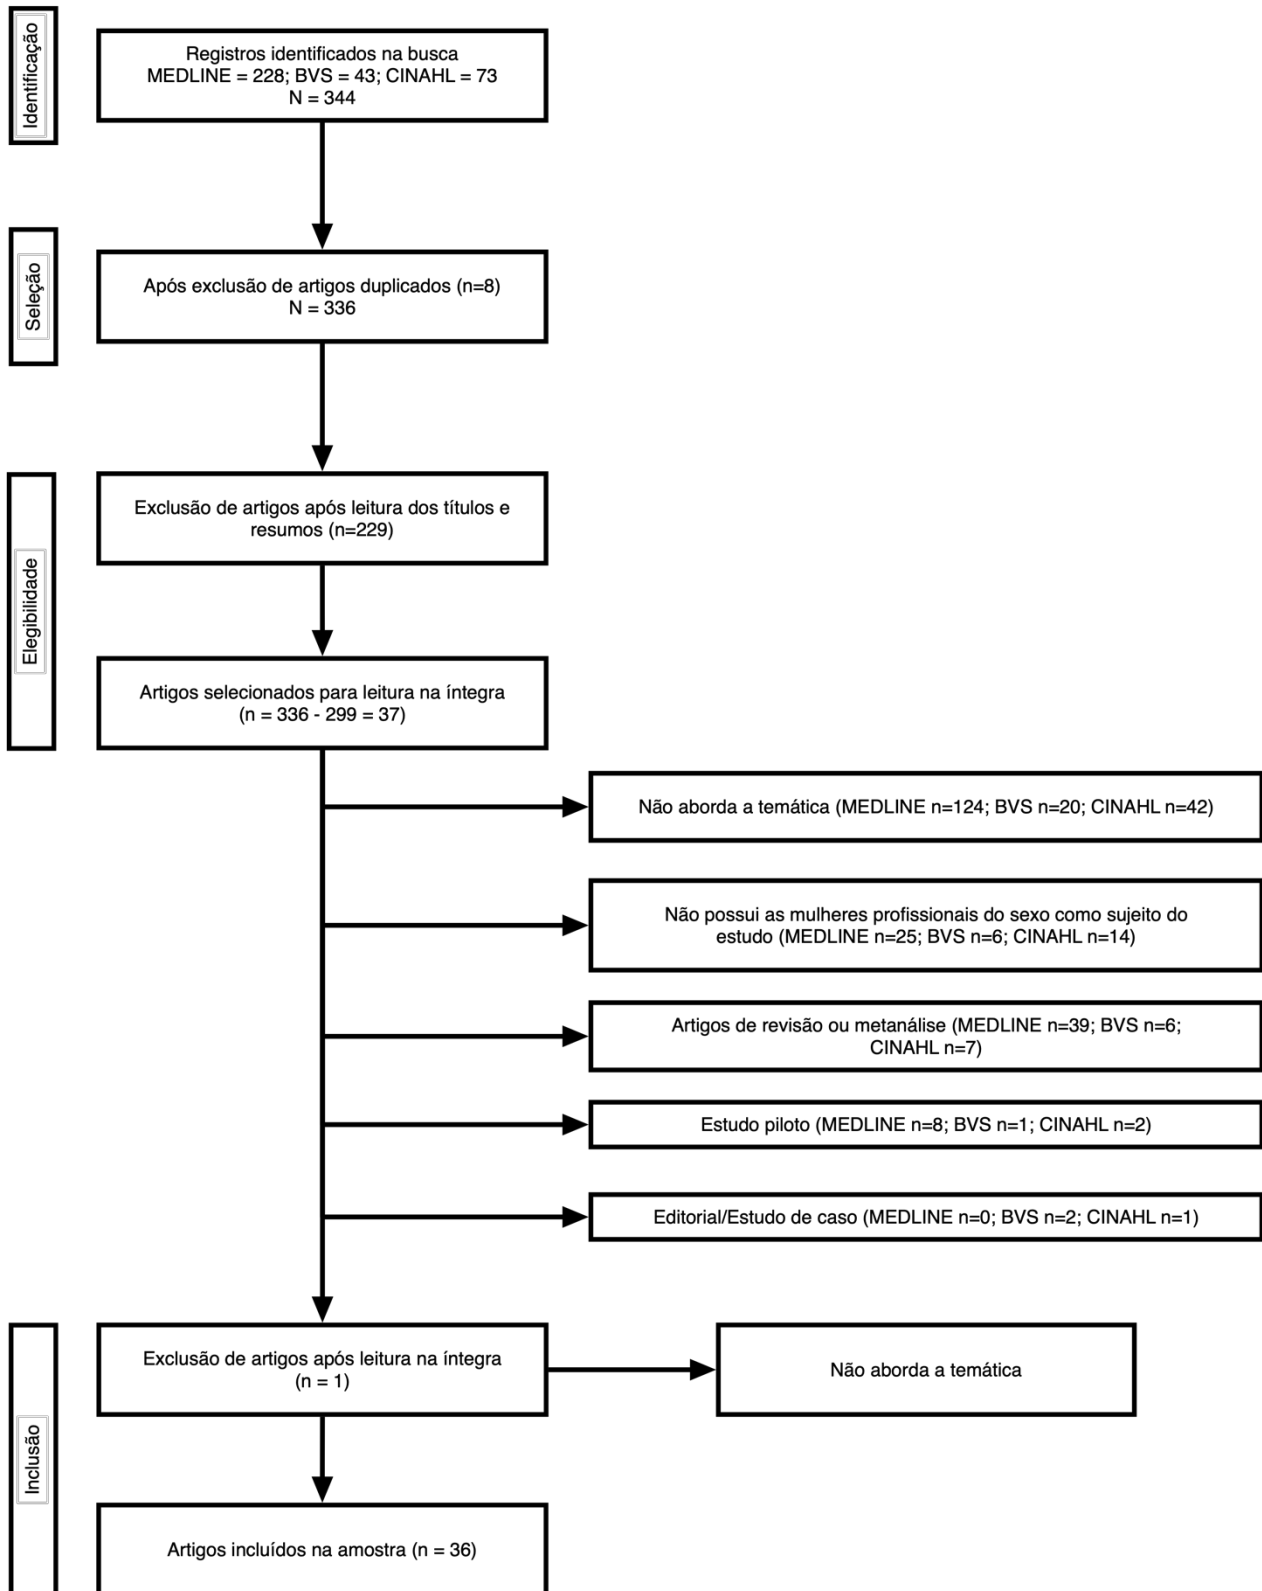 Identificação
Registros identificados na busca
MEDLINE = 228; BVS = 43; CINAHL = 73
N = 344
Seleção
Após exclusão de artigos duplicados (n=8)
N = 336
Elegibilidade
Exclusão de artigos após leitura dos títulos e
resumos (n=229)
Artigos selecionados para leitura na íntegra
(n = 336 - 299 = 37)
Não aborda a temática (MEDLINE n=124; BVS n=20; CINAHL n=42)
Não possui as mulheres profissionais do sexo como sujeito do
estudo (MEDLINE n=25; BVS n=6; CINAHL n=14)
Artigos de revisão ou metanálise (MEDLINE n=39; BVS n=6;
CINAHL n=7)
Estudo piloto (MEDLINE n=8; BVS n=1; CINAHL n=2)
Editorial/Estudo de caso (MEDLINE n=0; BVS n=2; CINAHL n=1)
Inclusão
Exclusão de artigos após leitura na íntegra
(n = 1)
Não aborda a temática
Artigos incluídos na amostra (n = 36)